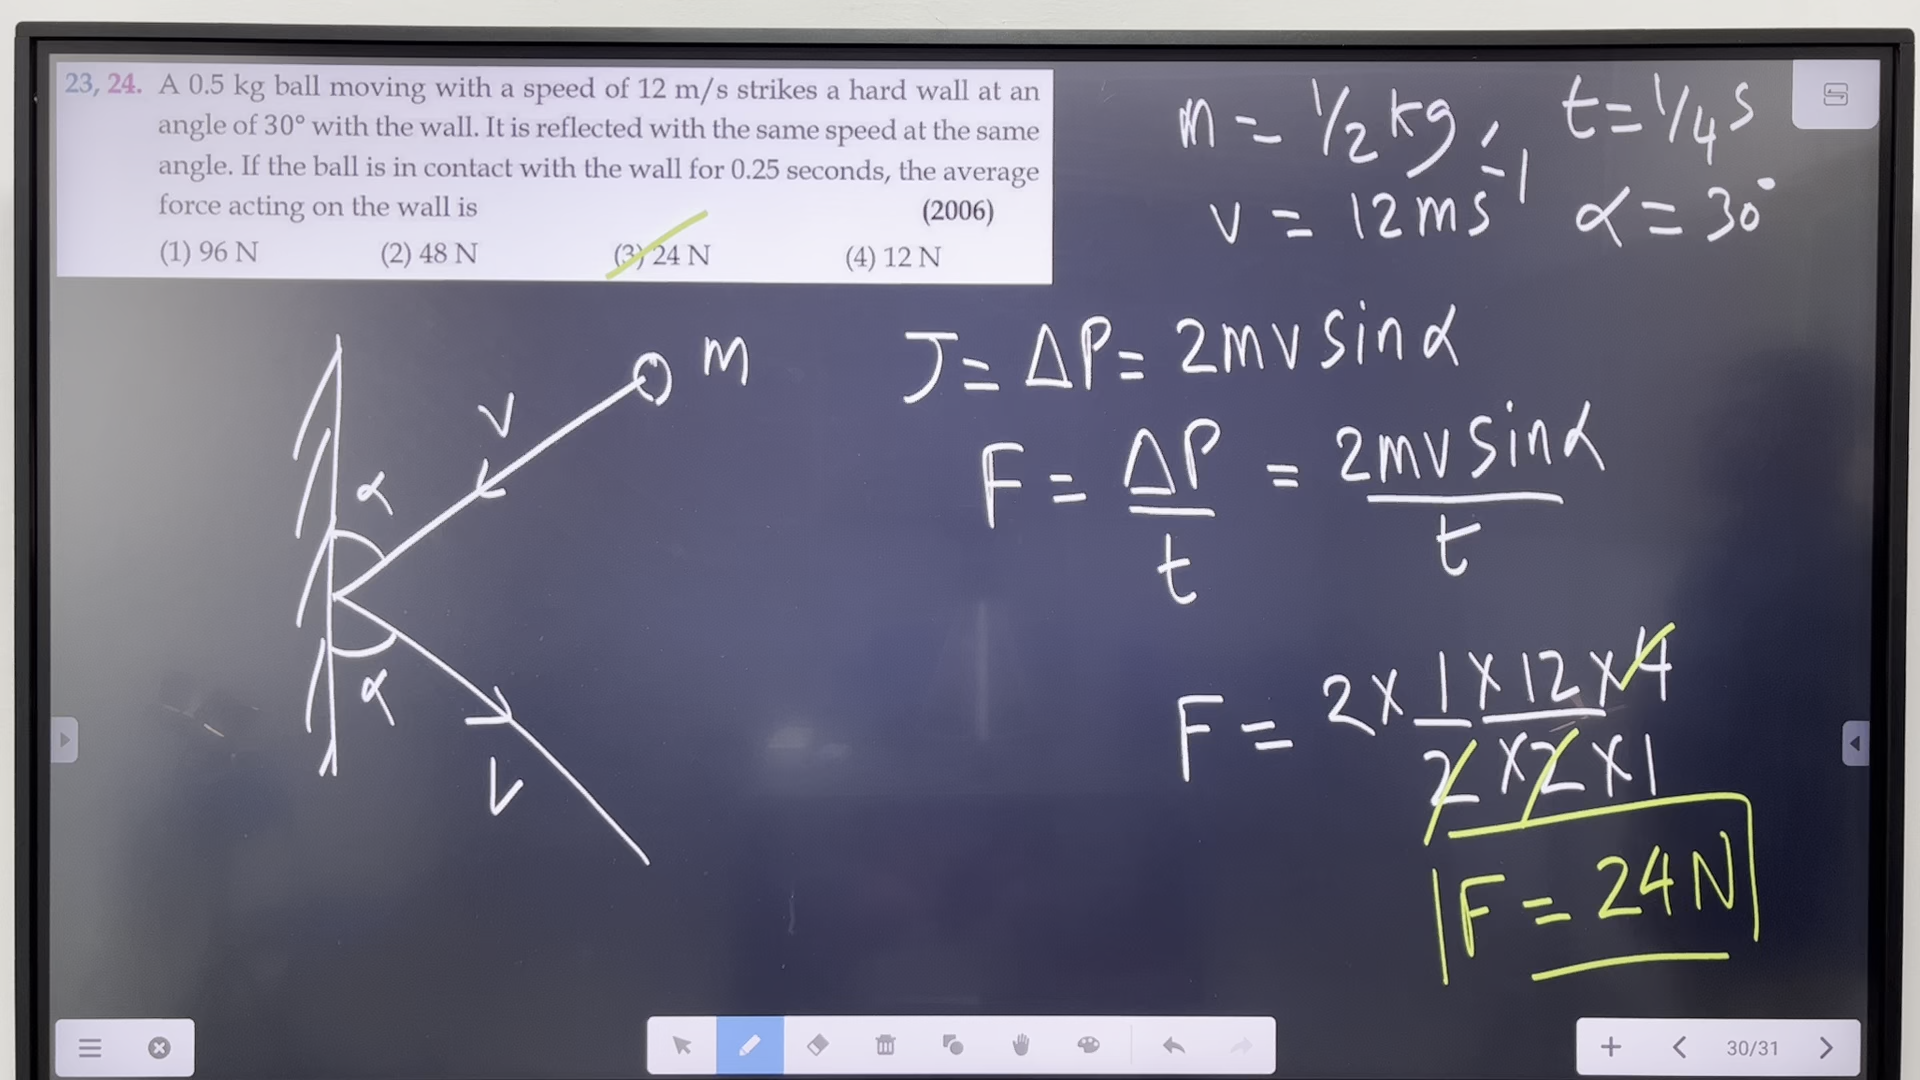 23, 24. A 0.5 kg ball moving with a speed of 12 m/s strikes a hard wall at an
angle of 30° with the wall. It is reflected with the same speed at the same
angle. If the ball is in contact with the wall for 0.25 seconds, the average
force acting on the wall is (2006)
(1) 96 N (2) 48 N (3) 24 N (4) 12 N
m = 1/2 kg, t = 1/4 s
v = 12 ms⁻¹ α = 30°
m
v
α
α
v
J = ΔP = 2mv sinα
F = ΔP/t = 2mv sinα/t
F = 2 × 1 × 12 × 4
2 × 2 × 1
F = 24 N
30/31